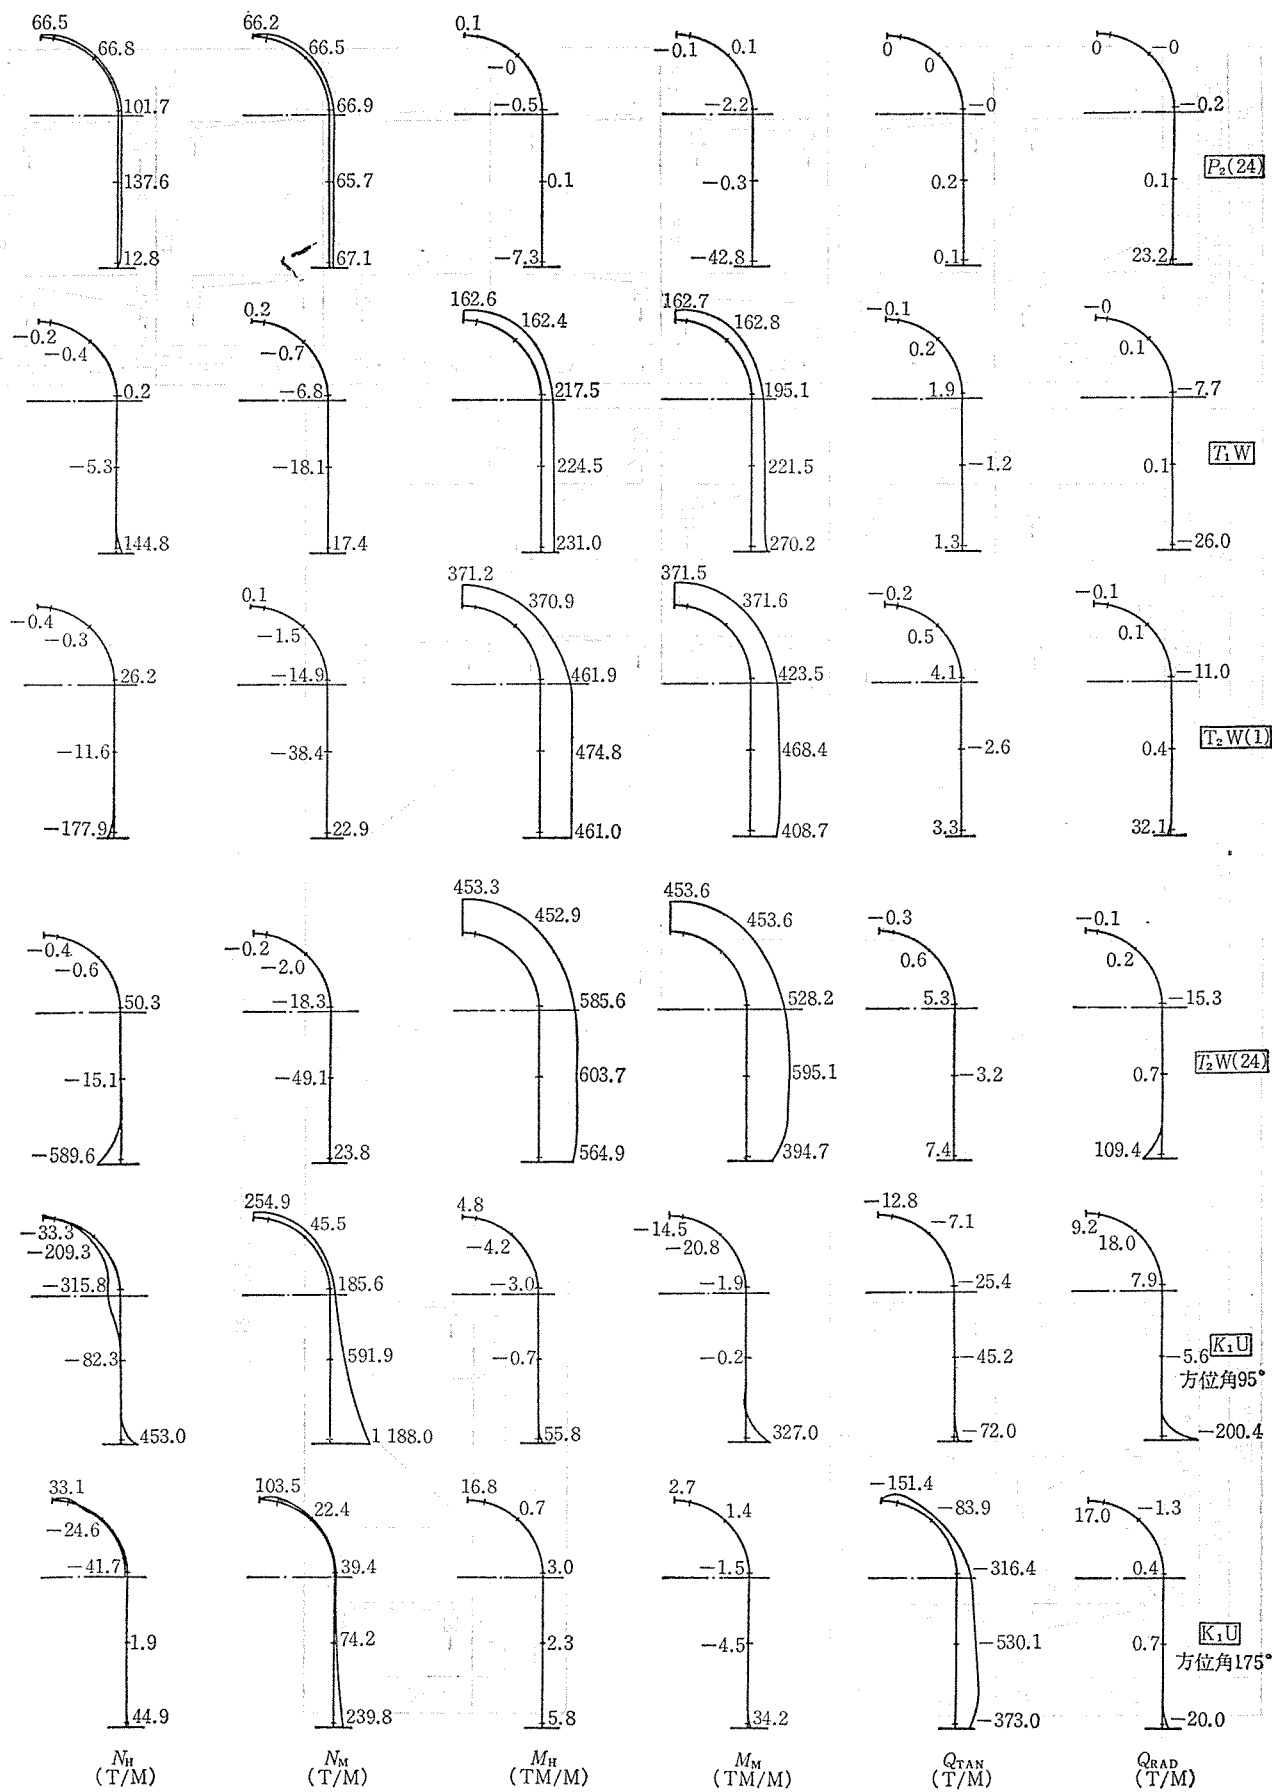 66.5 66.2 0.1 -0.1 0.1 0 0 0 -0
66.8 66.5 -0
101.7 66.9 -0.5 -2.2 -0 -0.2
P₂(24)
137.6 65.7 0.1 -0.3 0.2 0.1
12.8 67.1 -7.3 -42.8 0.1 23.2
-0.2 0.2 162.6 162.7 -0.1 -0
-0.4 -0.7 162.4 162.8 0.2 0.1
0.2 -6.8 217.5 195.1 1.9 -7.7
T₁W
-5.3 -18.1 224.5 221.5 -1.2 0.1
144.8 17.4 231.0 270.2 1.3 -26.0
-0.4 0.1 371.2 371.5 -0.2 -0.1
-0.3 -1.5 370.9 371.6 0.5 0.1
26.2 -14.9 461.9 423.5 4.1 -11.0
T₂W(1)
-11.6 -38.4 474.8 468.4 -2.6 0.4
-177.9 22.9 461.0 408.7 3.3 32.1
-0.4 -0.2 453.3 453.6 -0.3 -0.1
-0.6 -2.0 452.9 453.6 0.6 0.2
50.3 -18.3 585.6 528.2 5.3 -15.3
T₂W(24)
-15.1 -49.1 603.7 595.1 -3.2 0.7
-589.6 23.8 564.9 394.7 7.4 109.4
-33.3 254.9 4.8 -14.5 -12.8 9.2
-209.3 45.5 -4.2 -20.8 -7.1 18.0
-315.8 185.6 -3.0 -1.9 -25.4 7.9
K₁U
-82.3 591.9 -0.7 -0.2 -45.2 -5.6
方位角95°
453.0 1 188.0 55.8 327.0 -72.0 -200.4
33.1 103.5 16.8 2.7 -151.4 17.0
-24.6 22.4 0.7 1.4 -83.9 -1.3
-41.7 39.4 3.0 -1.5 -316.4 0.4
K₁U
1.9 74.2 2.3 -4.5 -530.1 0.7
方位角175°
44.9 239.8 5.8 34.2 -373.0 -20.0
N_H N_M M_H M_M Q_TAN Q_RAD
(T/M) (T/M) (TM/M) (TM/M) (T/M) (T/M)